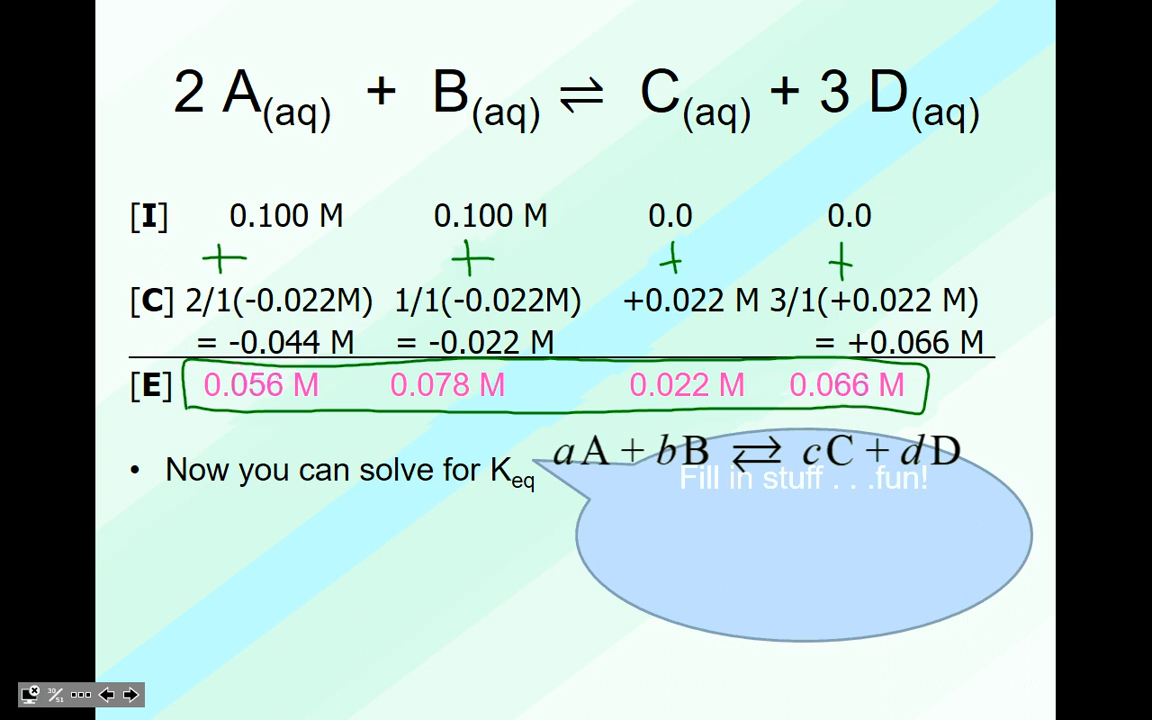 2 A(aq) + B(aq) ⇌ C(aq) + 3 D(aq)
[I] 0.100 M 0.100 M 0.0 0.0
+ + + +
[C] 2/1(-0.022M) 1/1(-0.022M) +0.022 M 3/1(+0.022 M)
= -0.044 M = -0.022 M = +0.066 M
[E] 0.056 M 0.078 M 0.022 M 0.066 M
aA + bB ⇄ cC + dD
• Now you can solve for Keq
Fill in stuff . . .fun!
30/51